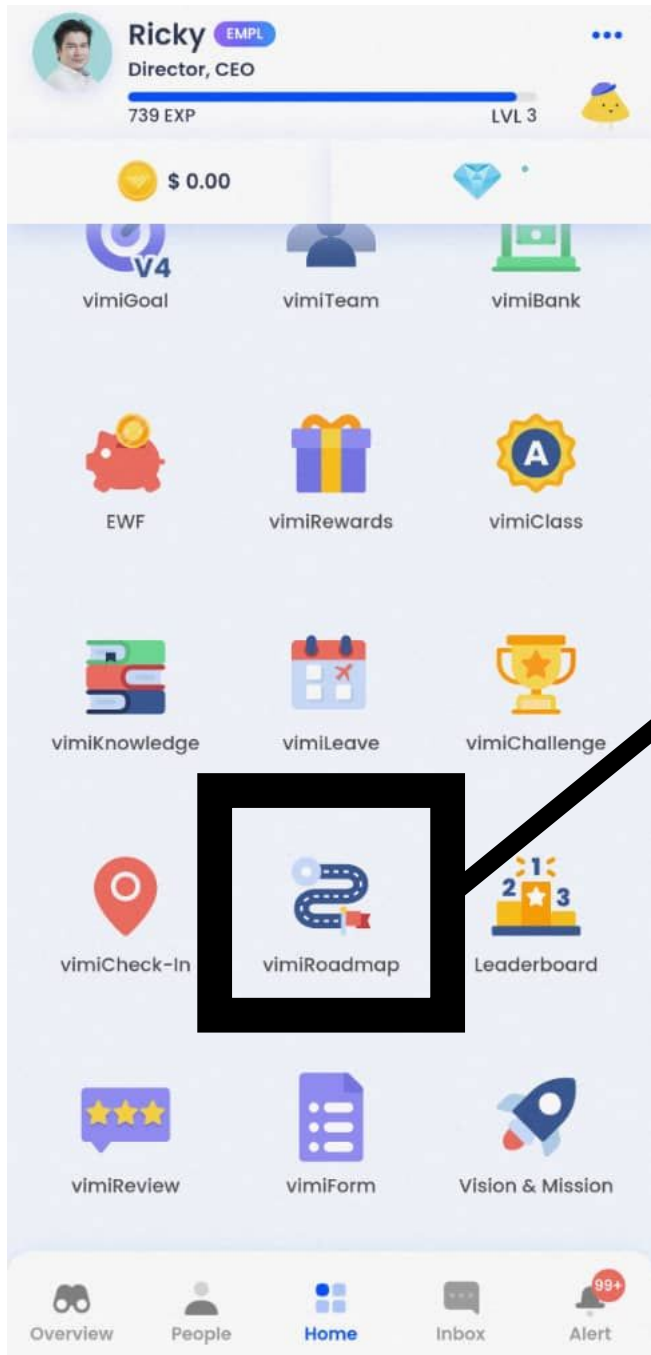 Ricky EMPL
Director, CEO
739 EXP LVL 3
$ 0.00
V4
vimiGoal vimiTeam vimiBank
A
EWF vimiRewards vimiClass
vimiKnowledge vimiLeave vimiChallenge
1
2 3
vimiCheck-In vimiRoadmap Leaderboard
vimiReview vimiForm Vision & Mission
99+
Overview People Home Inbox Alert